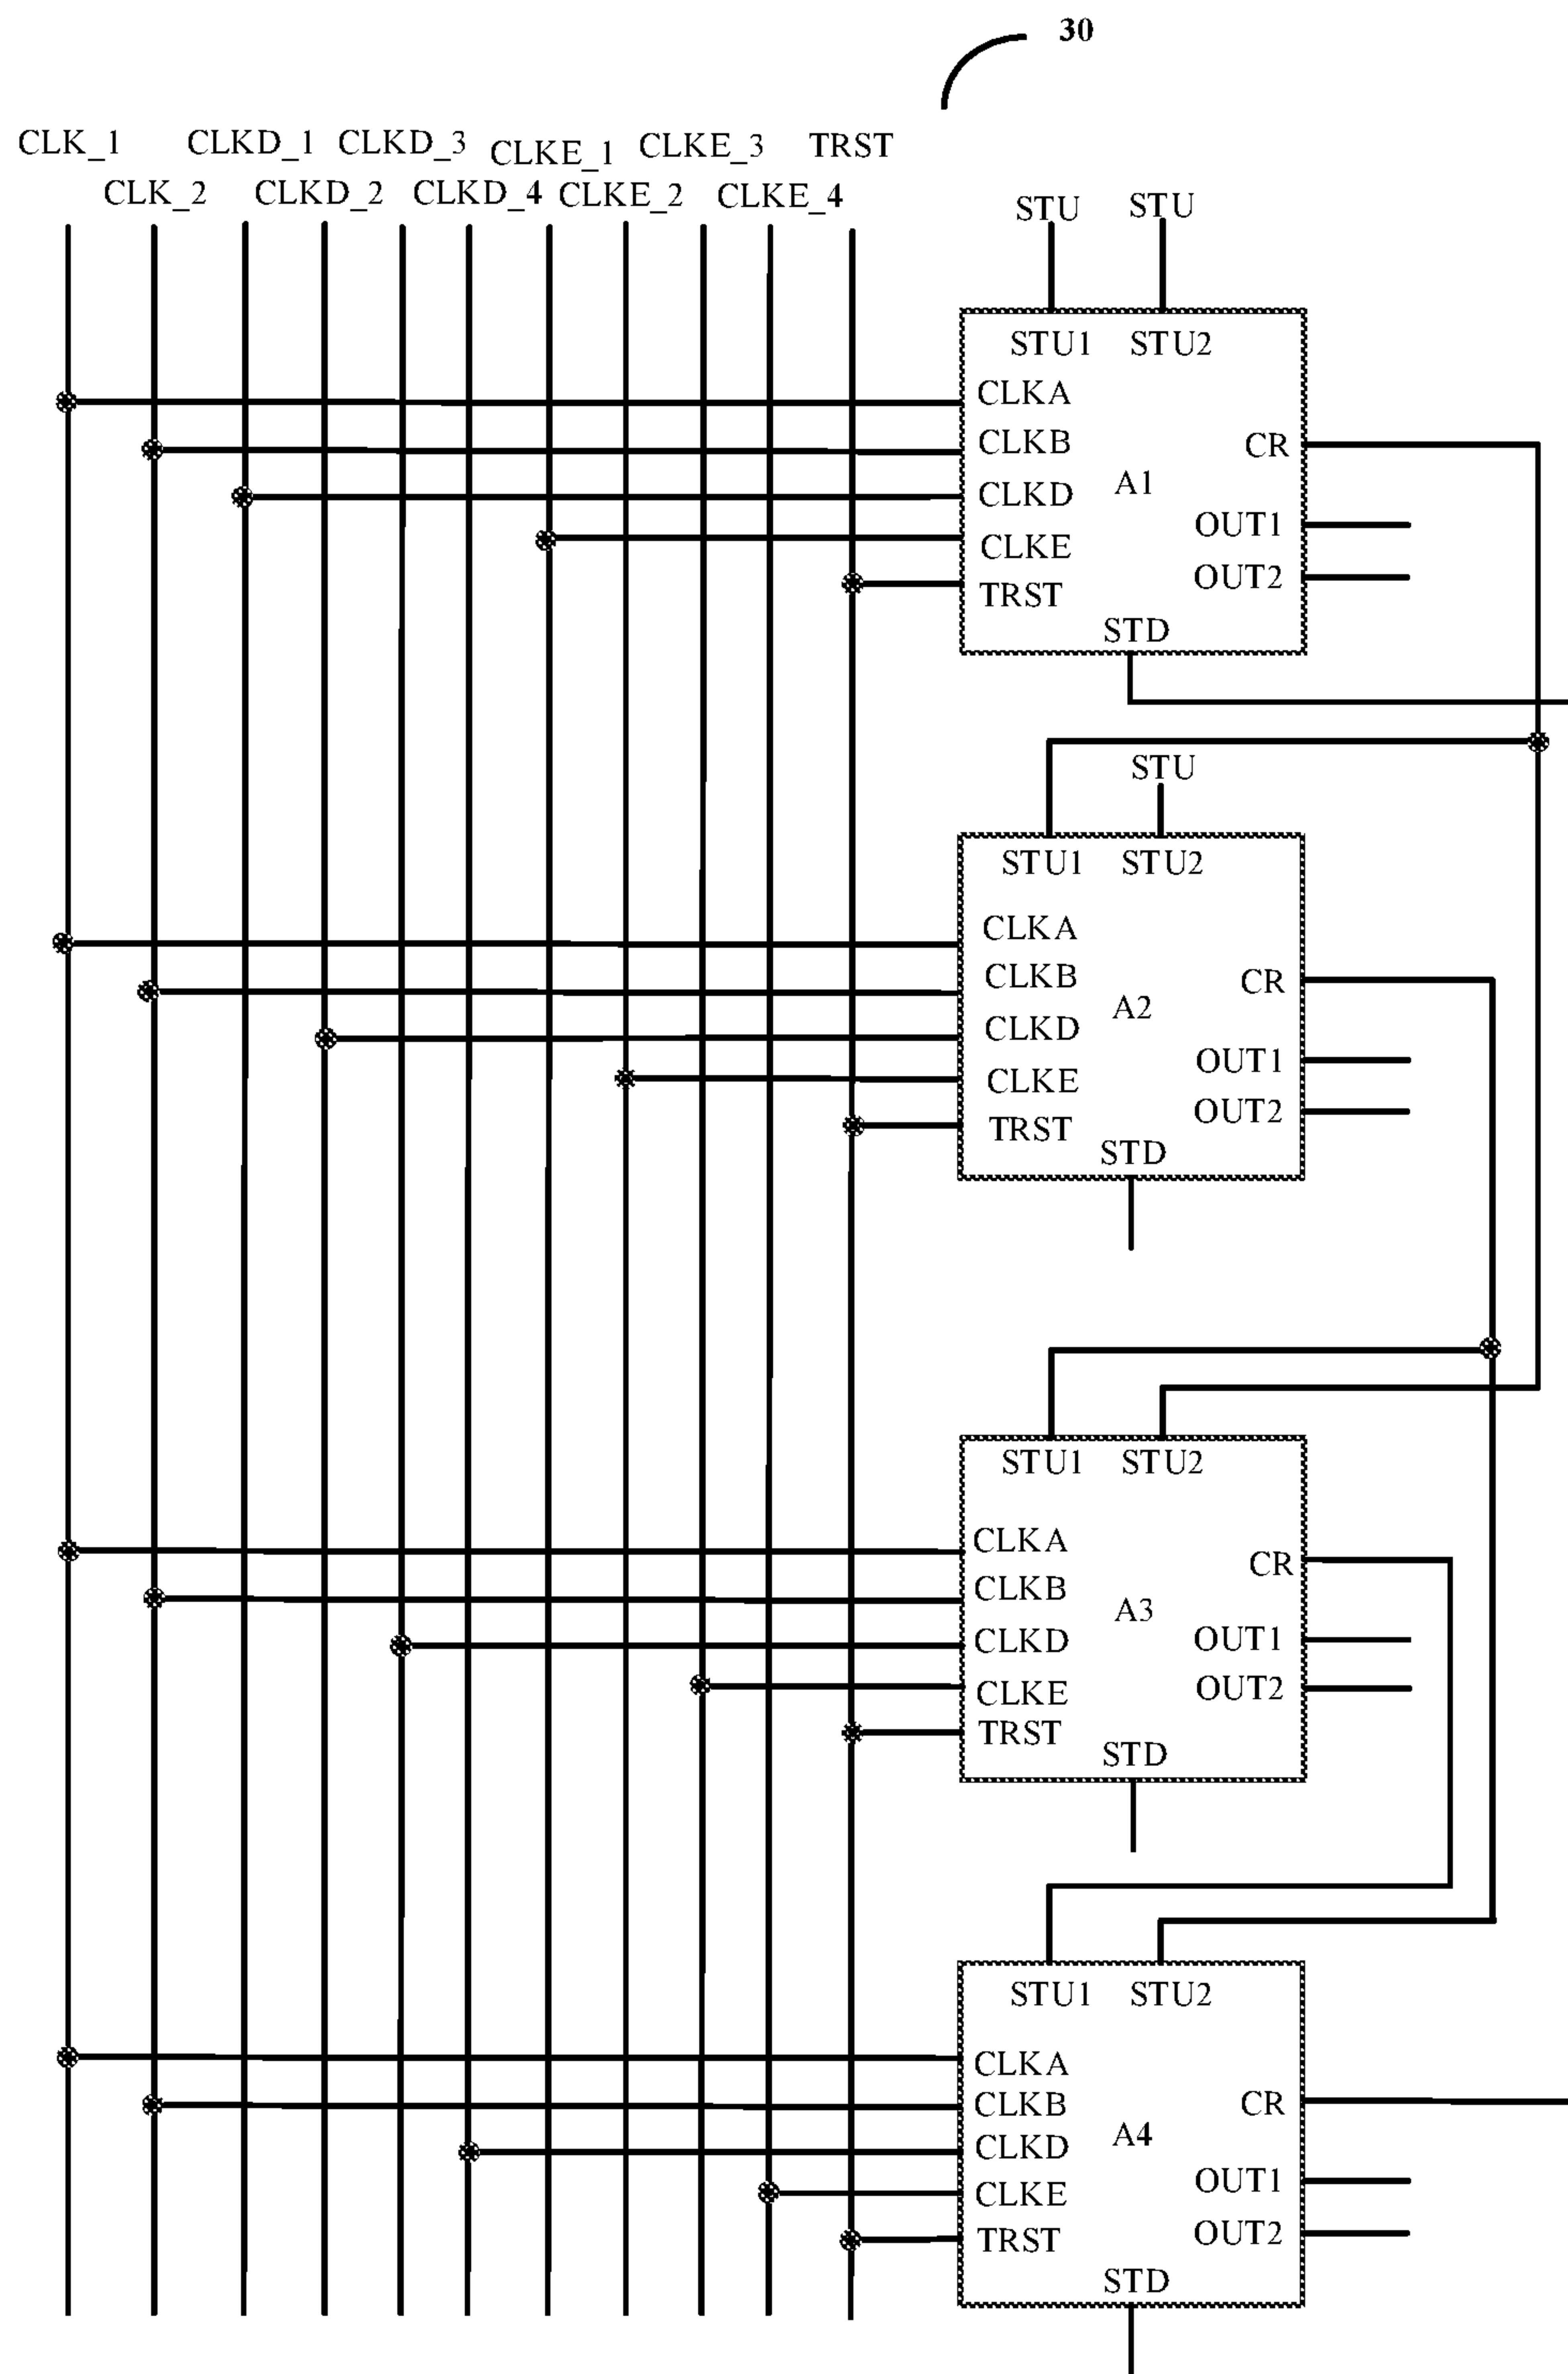 30
CLK_1 CLKD_1 CLKD_3 CLKE_1 CLKE_3 TRST
CLK_2 CLKD_2 CLKD_4 CLKE_2 CLKE_4
STU STU
STU1 STU2
CLKA
CLKB CR
CLKD A1
CLKE OUT1
TRST OUT2
STD
STU
STU1 STU2
CLKA
CLKB CR
CLKD A2
CLKE OUT1
TRST OUT2
STD
STU1 STU2
CLKA
CR
CLKB
A3
CLKD OUT1
CLKE OUT2
TRST
STD
STU1 STU2
CLKA
CLKB CR
CLKD A4
CLKE OUT1
TRST OUT2
STD